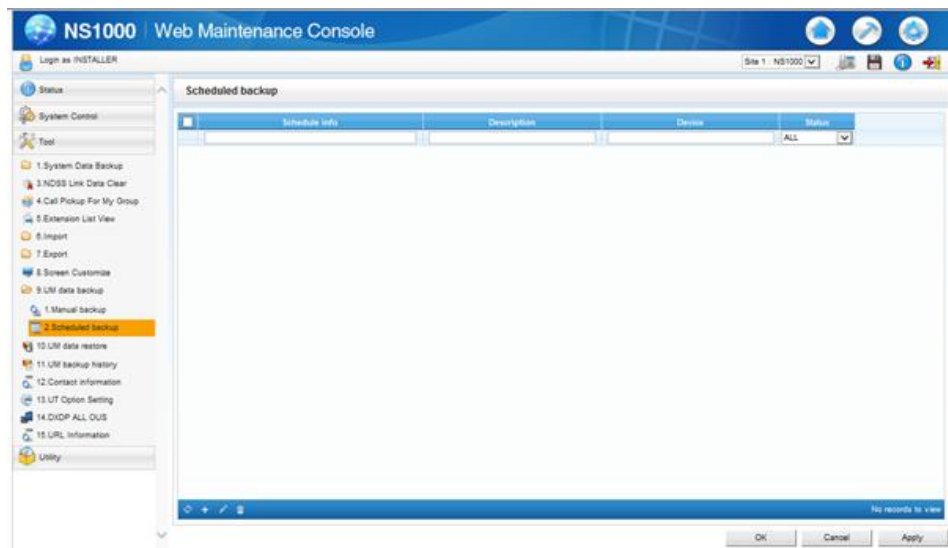 NS1000 Web Maintenance Console
Login as INSTALLER
Site 1 : NS1000
Status
System Control
Tool
1.System Data Backup
3.NDSS Link Data Clear
4.Call Pickup For My Group
5.Extension List View
6.Import
7.Export
8.Screen Customize
9.UM data backup
1.Manual backup
2.Scheduled backup
10.UM data restore
11.UM backup history
12.Contact information
13.UT Option Setting
14.DXDP ALL OUS
15.URL Information
Utility
Scheduled backup
Schedule info
Description
Device
Status
ALL
No records to view
OK
Cancel
Apply